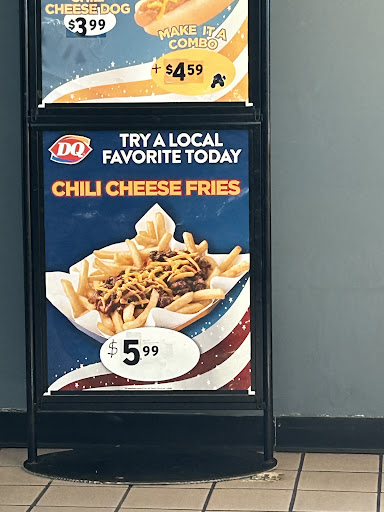 CHEESE DOG
$3.99
MAKE IT A
COMBO
+ $4.59
DQ
TRY A LOCAL
FAVORITE TODAY
CHILI CHEESE FRIES
$5.99